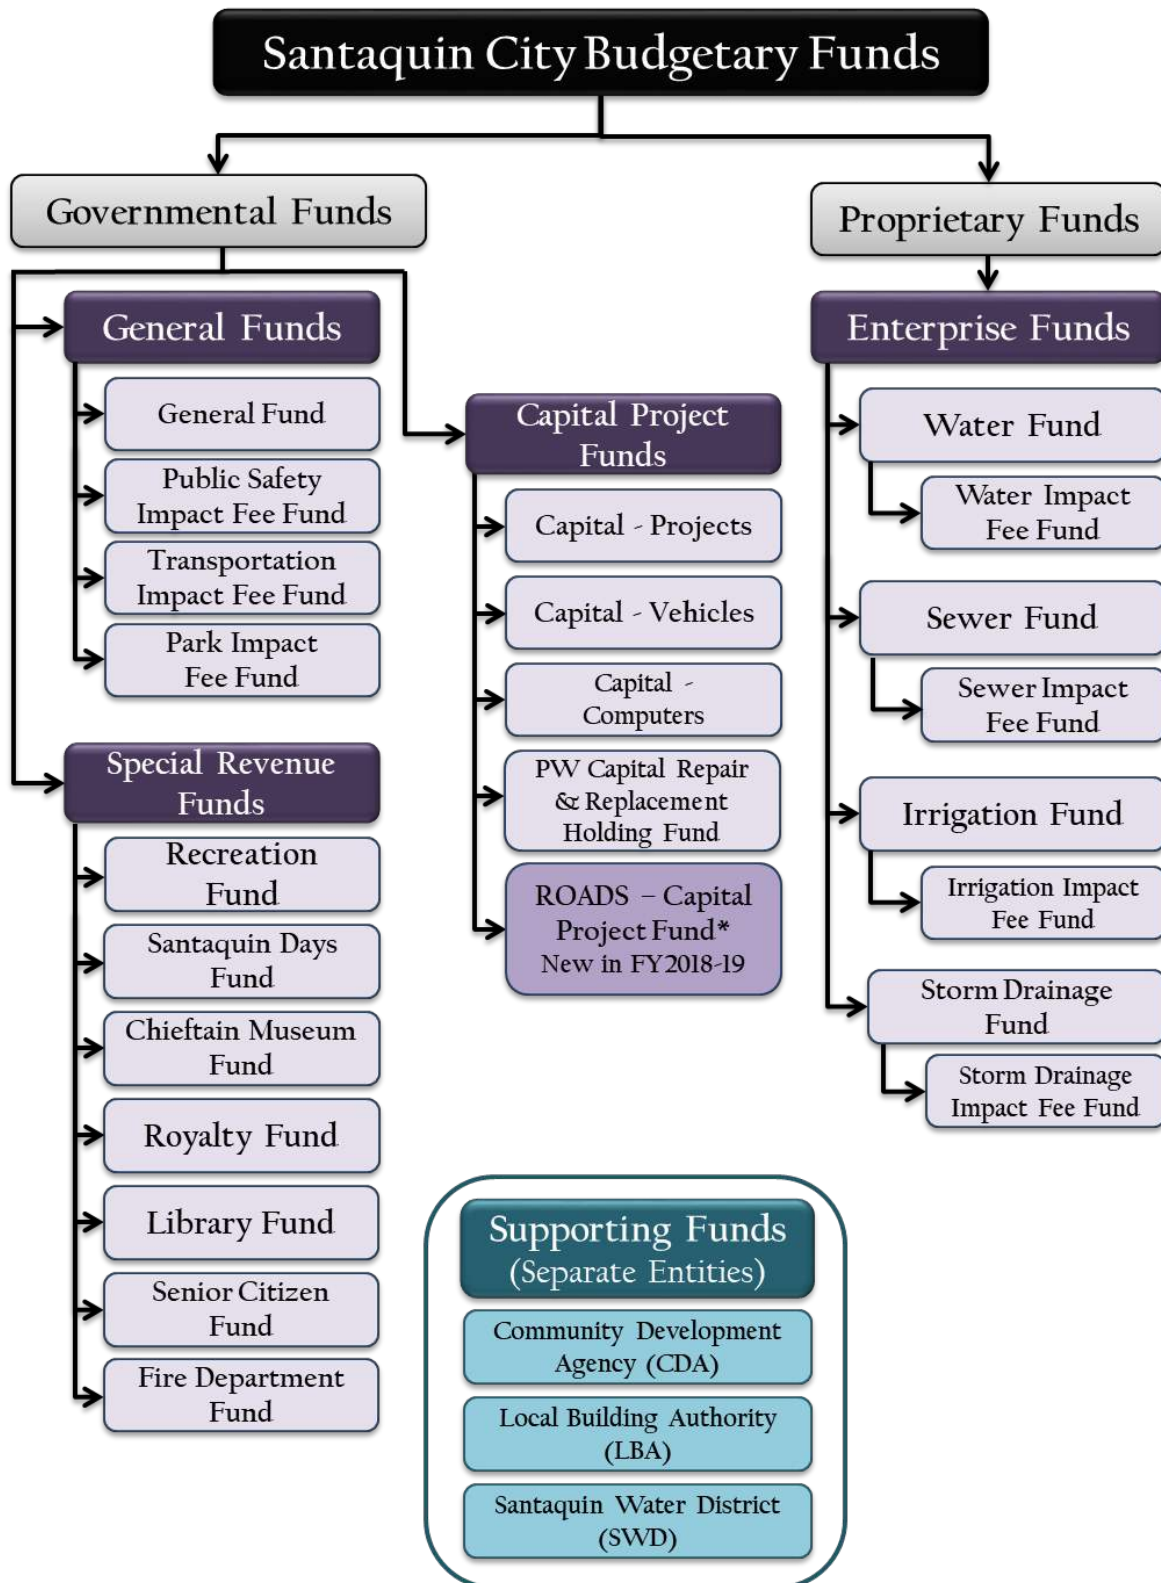 Santaquin City Budgetary Funds
Governmental Funds
General Funds
General Fund
Public Safety
Impact Fee Fund
Transportation
Impact Fee Fund
Park Impact
Fee Fund
Special Revenue
Funds
Recreation
Fund
Santaquin Days
Fund
Chieftain Museum
Fund
Royalty Fund
Library Fund
Senior Citizen
Fund
Fire Department
Fund
Capital Project
Funds
Capital - Projects
Capital - Vehicles
Capital -
Computers
PW Capital Repair
& Replacement
Holding Fund
ROADS – Capital
Project Fund*
New in FY2018-19
Proprietary Funds
Enterprise Funds
Water Fund
Water Impact
Fee Fund
Sewer Fund
Sewer Impact
Fee Fund
Irrigation Fund
Irrigation Impact
Fee Fund
Storm Drainage
Fund
Storm Drainage
Impact Fee Fund
Supporting Funds
(Separate Entities)
Community Development
Agency (CDA)
Local Building Authority
(LBA)
Santaquin Water District
(SWD)